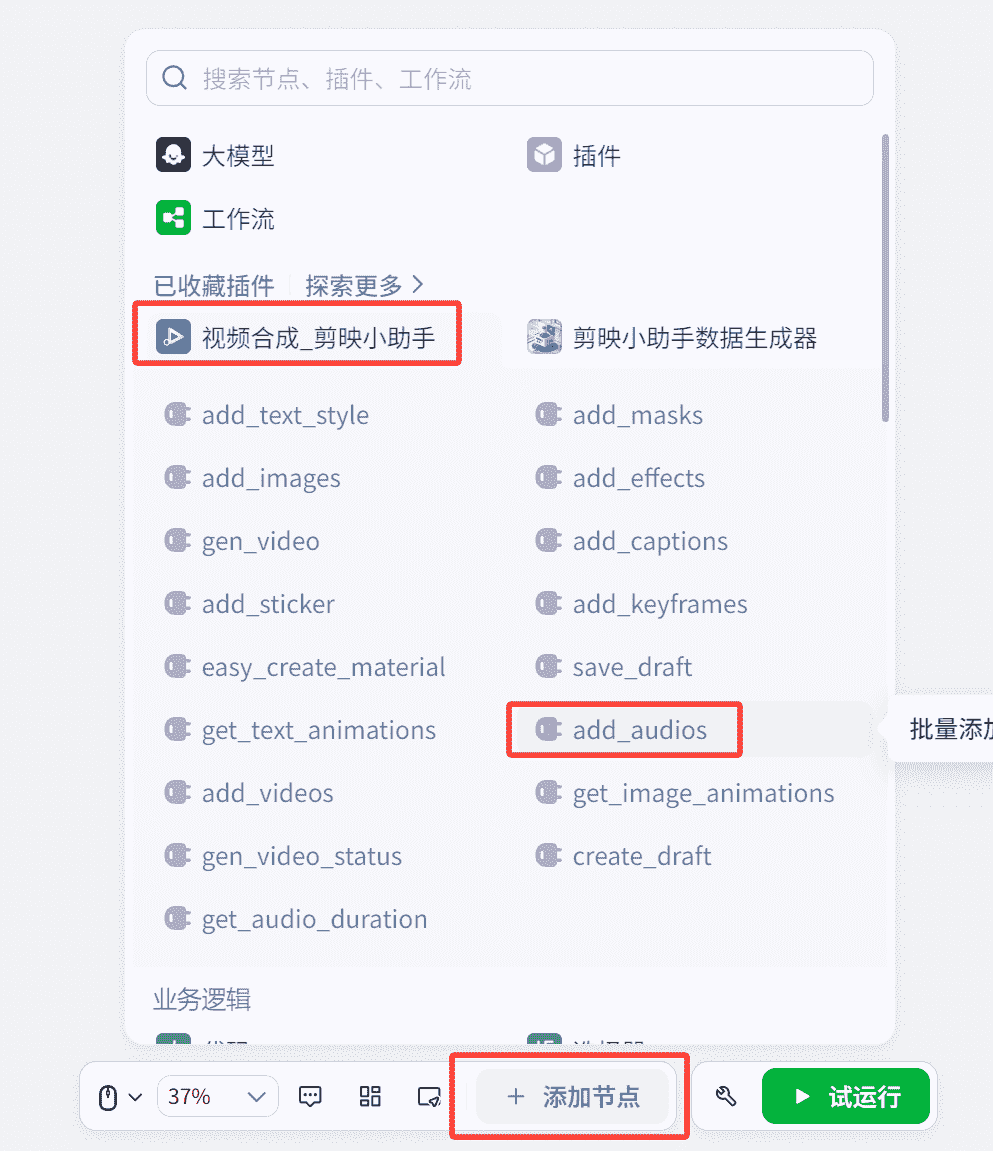 搜索节点、插件、工作流
大模型
插件
工作流
已收藏插件
探索更多
视频合成_剪映小助手
剪映小助手数据生成器
add_text_style
add_masks
add_images
add_effects
gen_video
add_captions
add_sticker
add_keyframes
easy_create_material
save_draft
get_text_animations
add_audios
批量添加
add_videos
get_image_animations
gen_video_status
create_draft
get_audio_duration
业务逻辑
37%
添加节点
试运行